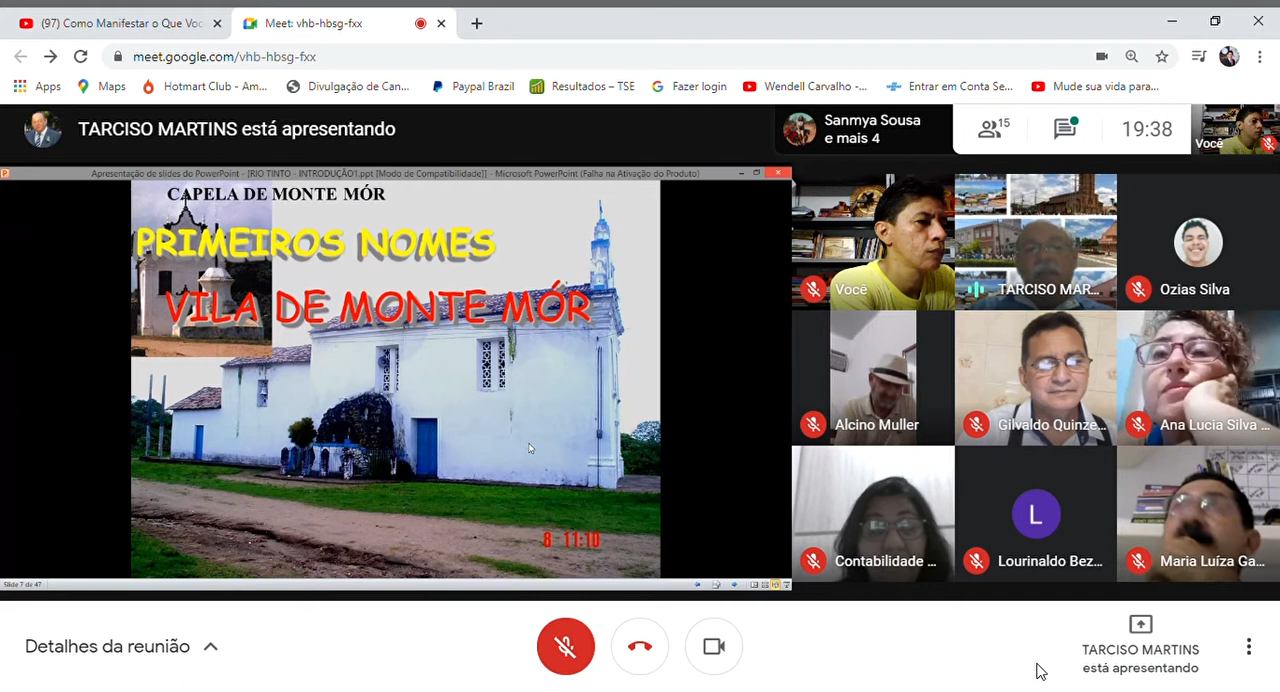 (97) Como Manifestar o Que Voc
Meet: vhb-hbsg-fxx
meet.google.com/vhb-hbsg-fxx
Apps
Maps
Hotmart Club - Am...
Divulgação de Can...
Paypal Brazil
Resultados – TSE
Fazer login
Wendell Carvalho -...
Entrar em Conta Se...
Mude sua vida para...
TARCISO MARTINS está apresentando
Sanmya Sousa
e mais 4
15
19:38
Você
Apresentação de slides do PowerPoint - [RIO TINTO - INTRODUÇÃO1.ppt [Modo de Compatibilidade]] - Microsoft PowerPoint (Falha na Ativação do Produto)
CAPELA DE MONTE MÓR
PRIMEIROS NOMES
VILA DE MONTE MÓR
8 11:10
Slide 7 de 47
Você
TARCISO MAR...
Ozias Silva
Alcino Muller
Gilvaldo Quinze...
Ana Lucia Silva ...
Contabilidade ...
L
Lourinaldo Bez...
Maria Luíza Ga...
Detalhes da reunião
TARCISO MARTINS
está apresentando